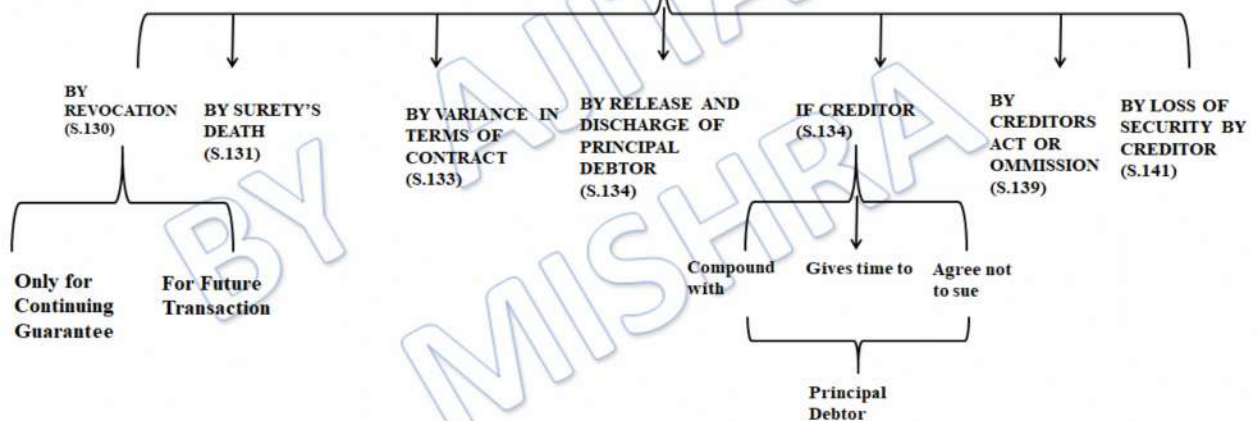 BY
REVOCATION
(S.130)
BY SURETY'S
DEATH
(S.131)
BY VARIANCE IN
TERMS OF
CONTRACT
(S.133)
BY RELEASE AND
DISCHARGE OF
PRINCIPAL
DEBTOR
(S.134)
IF CREDITOR
(S.134)
BY
CREDITORS
ACT OR
OMMISSION
(S.139)
BY LOSS OF
SECURITY BY
CREDITOR
(S.141)
Only for
Continuing
Guarantee
For Future
Transaction
Compound
with
Gives time to
Agree not
to sue
Principal
Debtor
BY
MISHRA